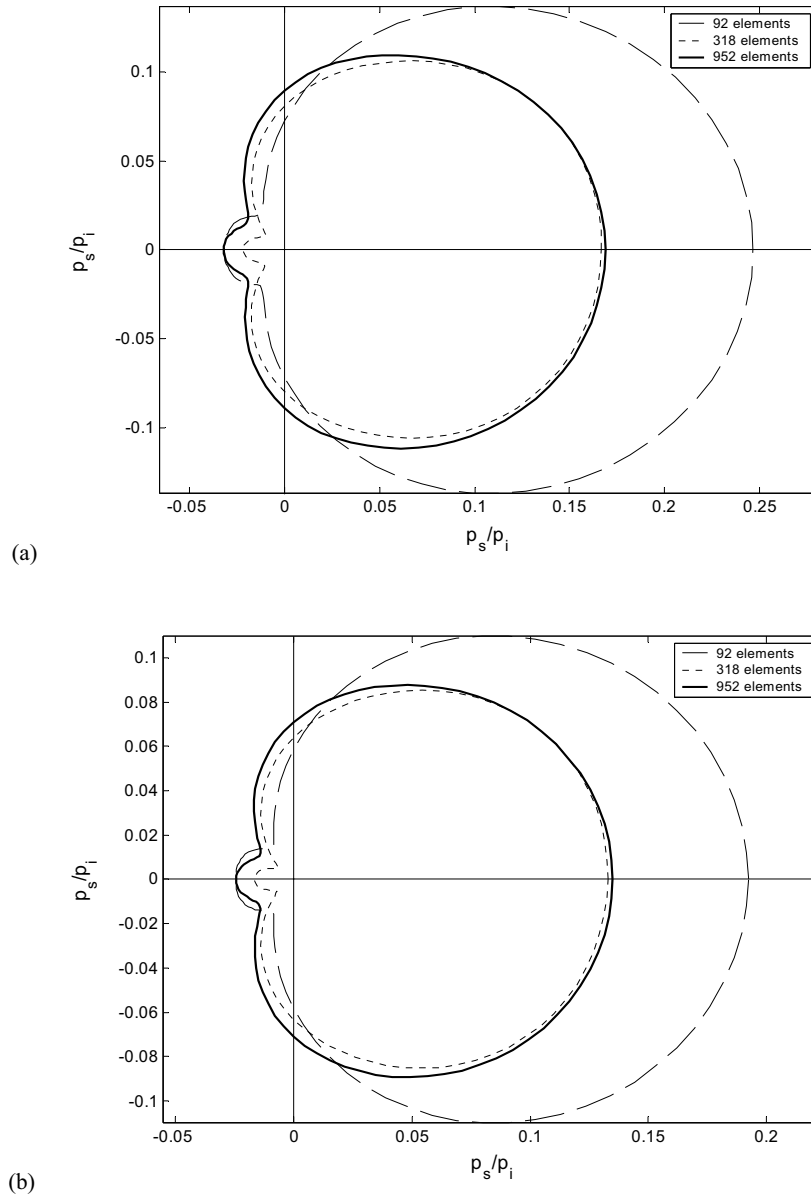 92 elements
318 elements
952 elements
0.1
0.05
0
-0.05
-0.1
p_s/p_i
-0.05 0 0.05 0.1 0.15 0.2 0.25
p_s/p_i
(a)
92 elements
318 elements
952 elements
0.1
0.08
0.06
0.04
0.02
0
-0.02
-0.04
-0.06
-0.08
-0.1
p_s/p_i
-0.05 0 0.05 0.1 0.15 0.2
p_s/p_i
(b)